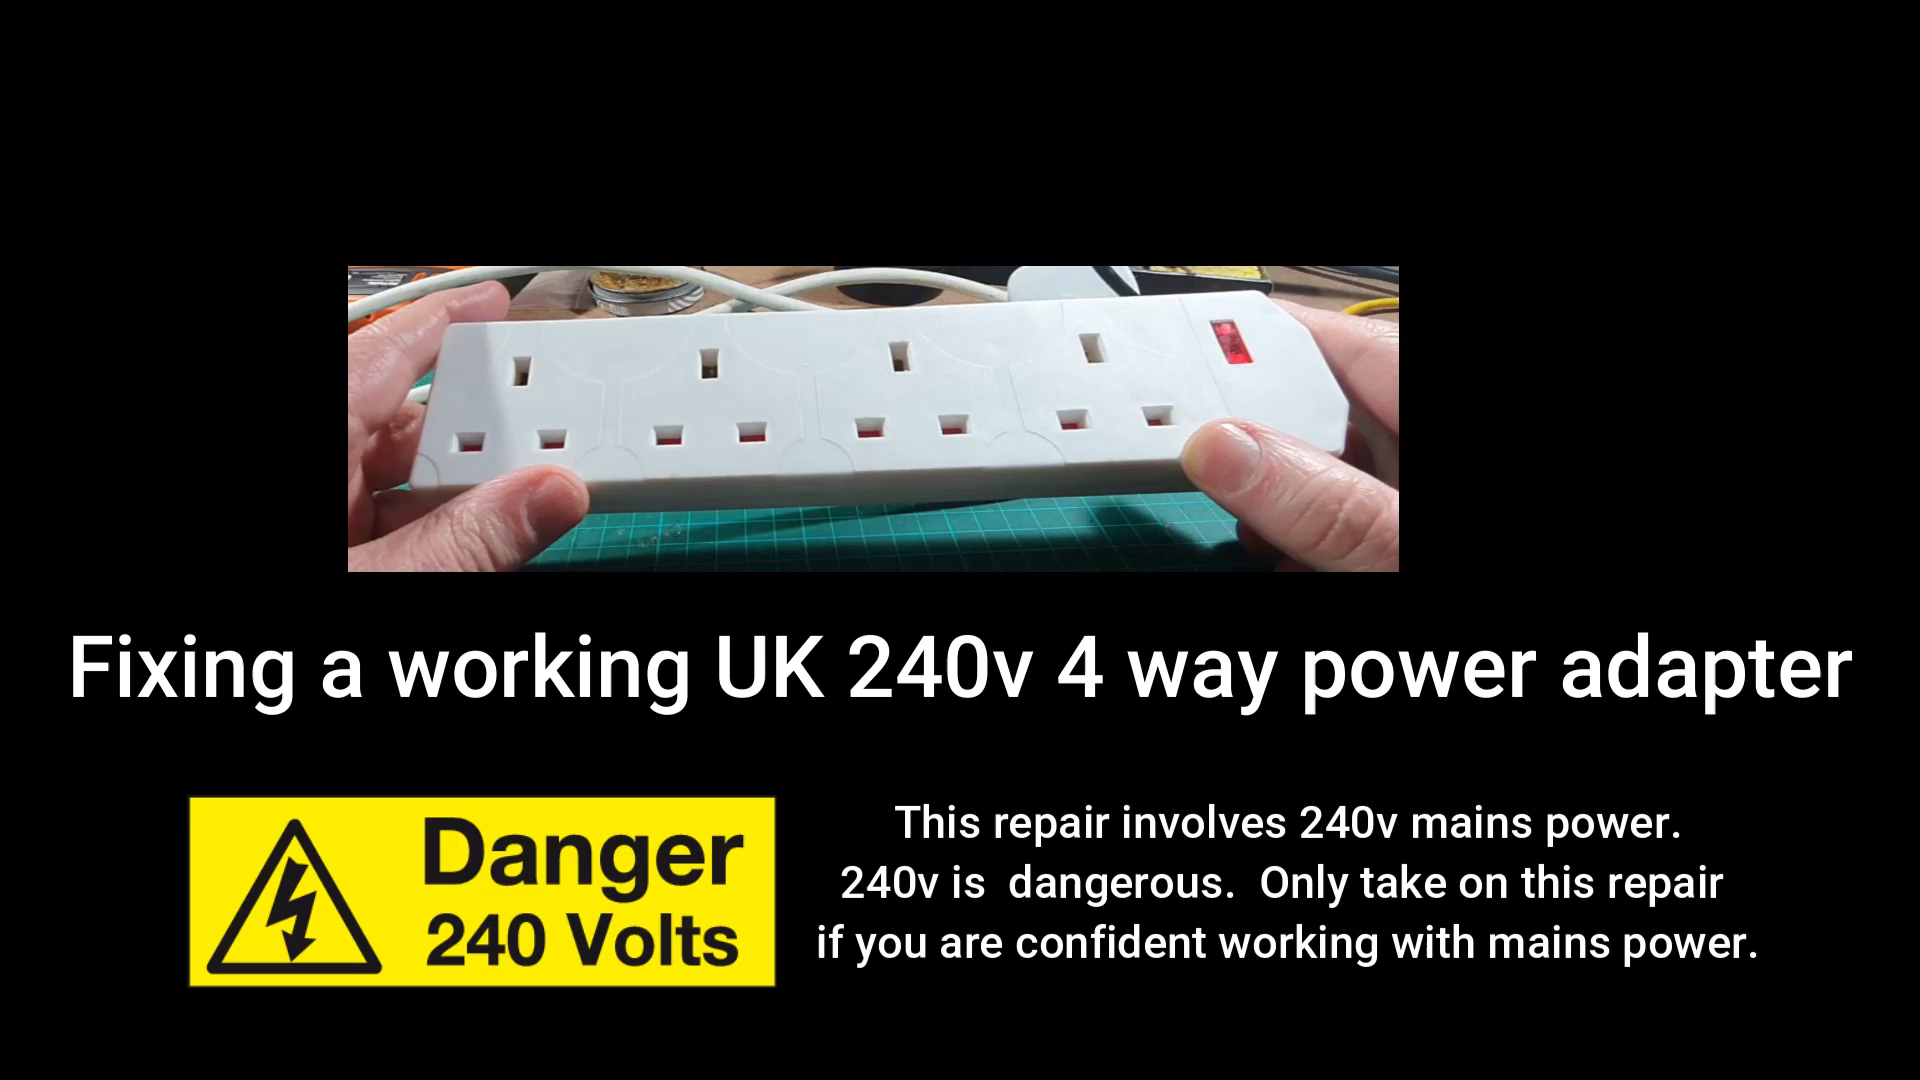 Fixing a working UK 240v 4 way power adapter
Danger
240 Volts
This repair involves 240v mains power.
240v is  dangerous.  Only take on this repair
if you are confident working with mains power.